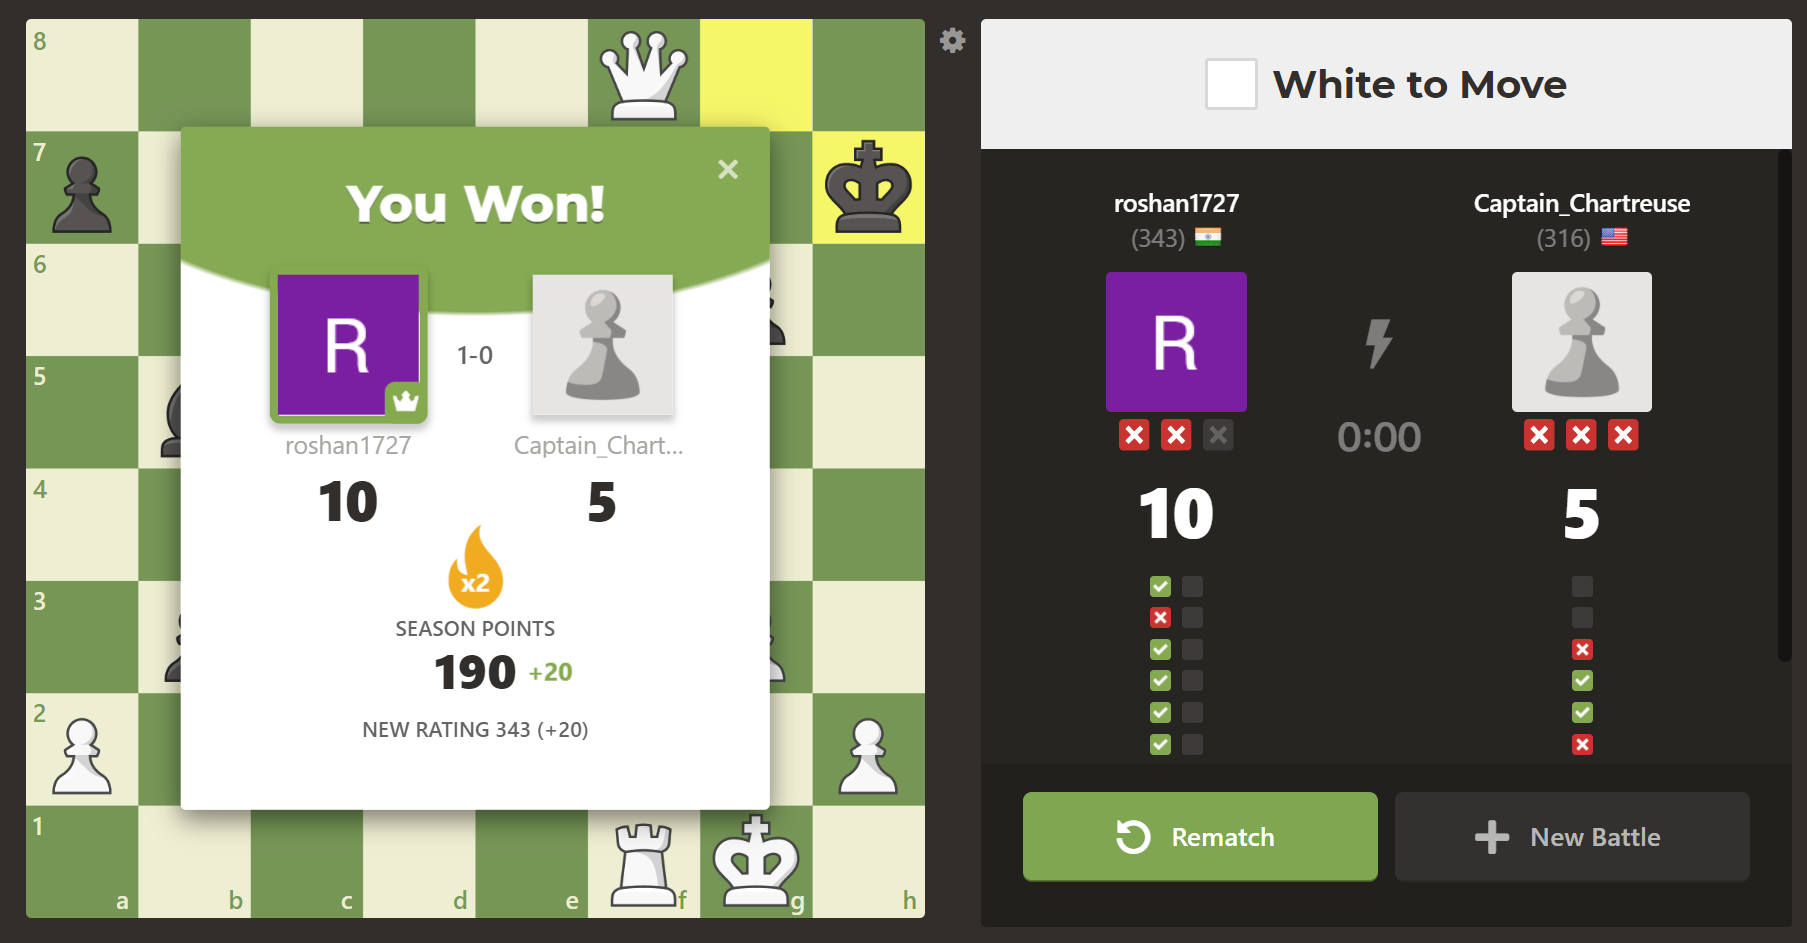 8
7
6
5
4
3
2
1
a
b
c
d
e
f
g
h
You Won!
R
1-0
roshan1727
Captain_Chart...
10
5
x2
SEASON POINTS
190 +20
NEW RATING 343 (+20)
White to Move
roshan1727
Captain_Chartreuse
(343)
(316)
R
0:00
10
5
Rematch
New Battle